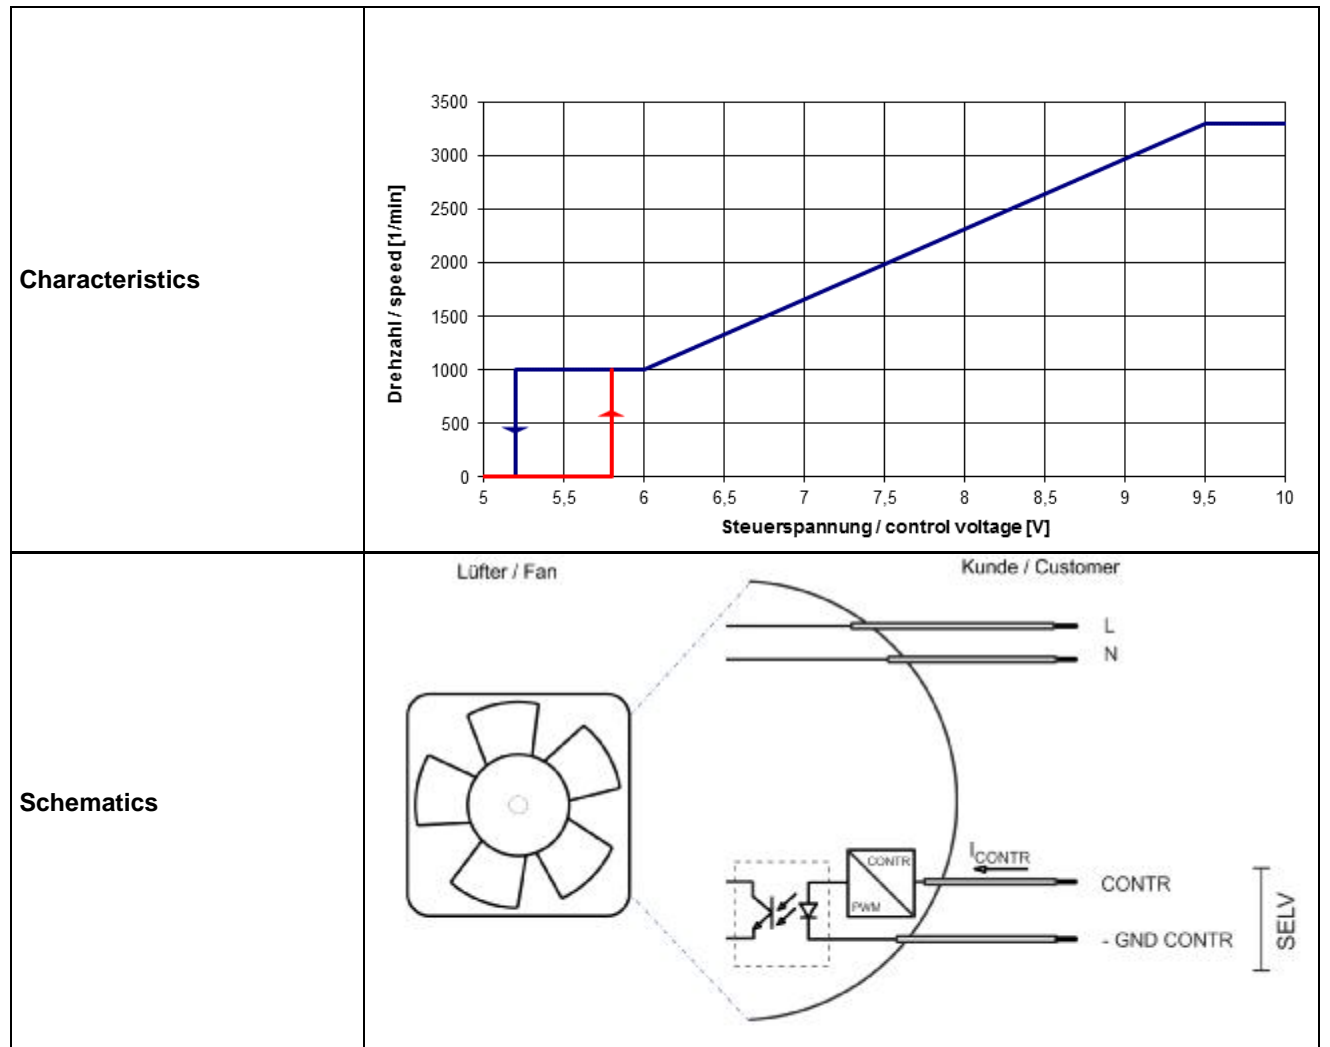 Characteristics
3500
3000
2500
2000
1500
1000
500
0
Drehzahl / speed [1/min]
5 5,5 6 6,5 7 7,5 8 8,5 9 9,5 10
Steuerspannung / control voltage [V]
Schematics
Lüfter / Fan
Kunde / Customer
L
N
CONTR
PWM
ICONTR
CONTR
- GND CONTR
SELV